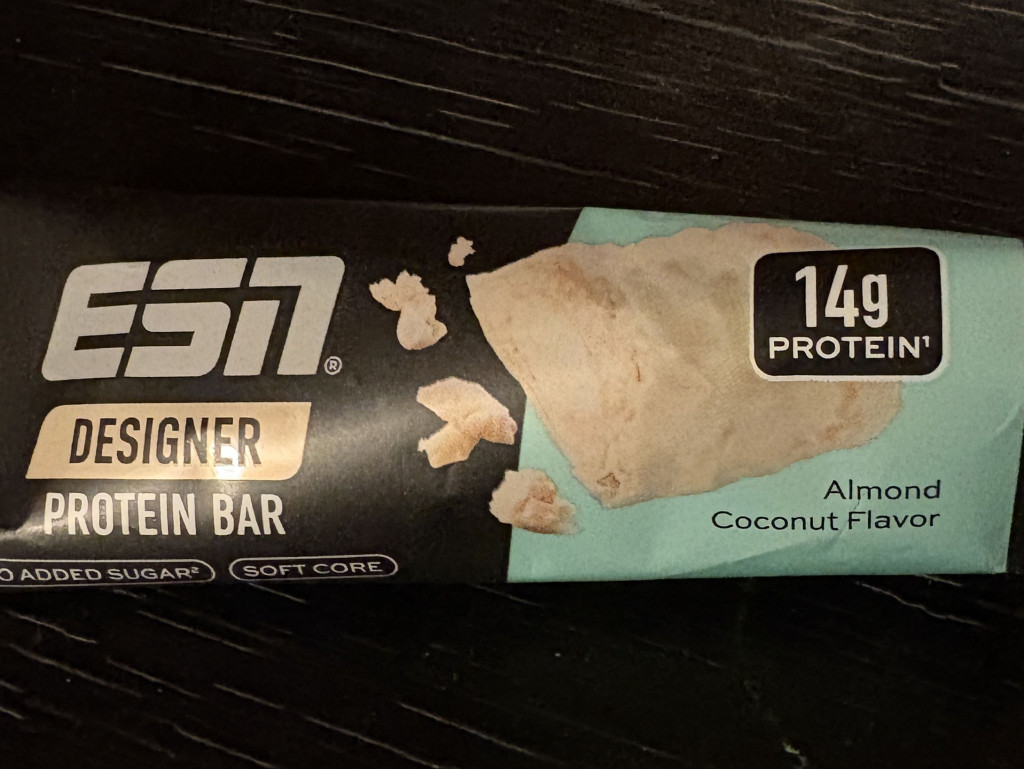 ESN®
DESIGNER
PROTEIN BAR
O ADDED SUGAR²
SOFT CORE
14g
PROTEIN¹
Almond
Coconut Flavor